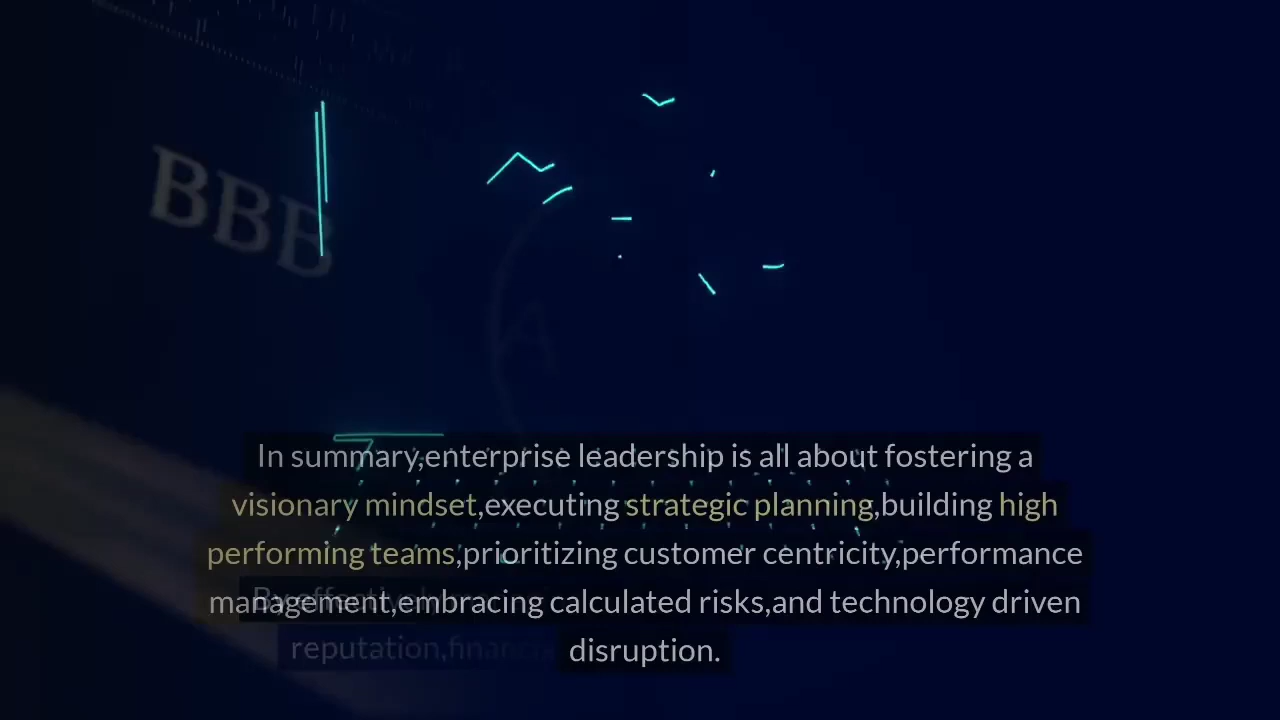 BBB
In summary,enterprise leadership is all about fostering a
visionary mindset,executing strategic planning,building high
performing teams,prioritizing customer centricity,performance
management,embracing calculated risks,and technology driven
reputation,financ
disruption.